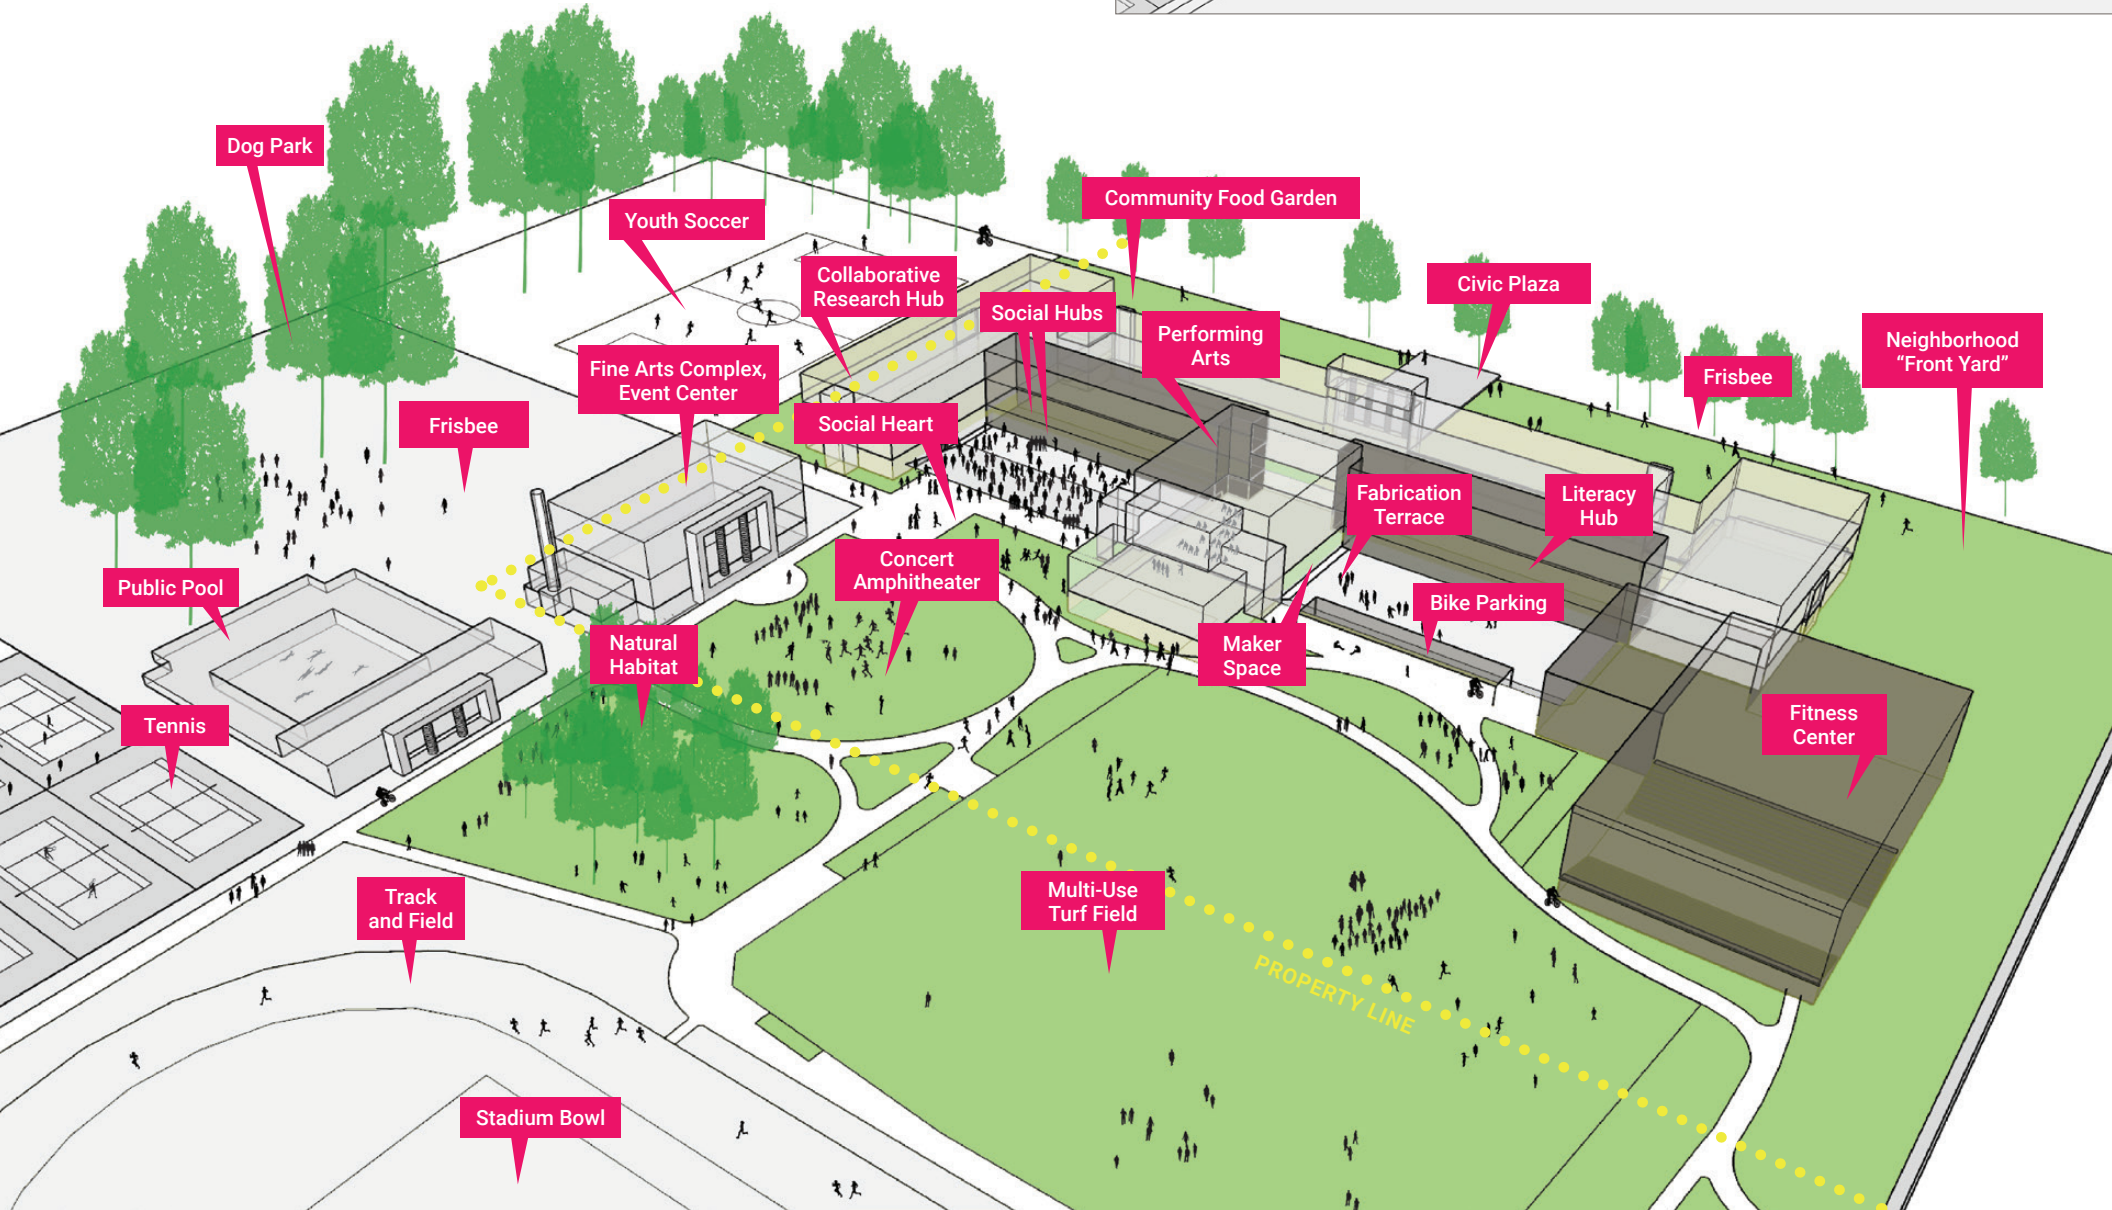 Dog Park
Youth Soccer
Community Food Garden
Collaborative
Research Hub
Social Hubs
Civic Plaza
Performing
Arts
Neighborhood
“Front Yard”
Fine Arts Complex,
Event Center
Frisbee
Frisbee
Social Heart
Fabrication
Terrace
Literacy
Hub
Concert
Amphitheater
Public Pool
Bike Parking
Natural
Habitat
Maker
Space
Tennis
Fitness
Center
Track
and Field
Multi-Use
Turf Field
PROPERTY LINE
Stadium Bowl